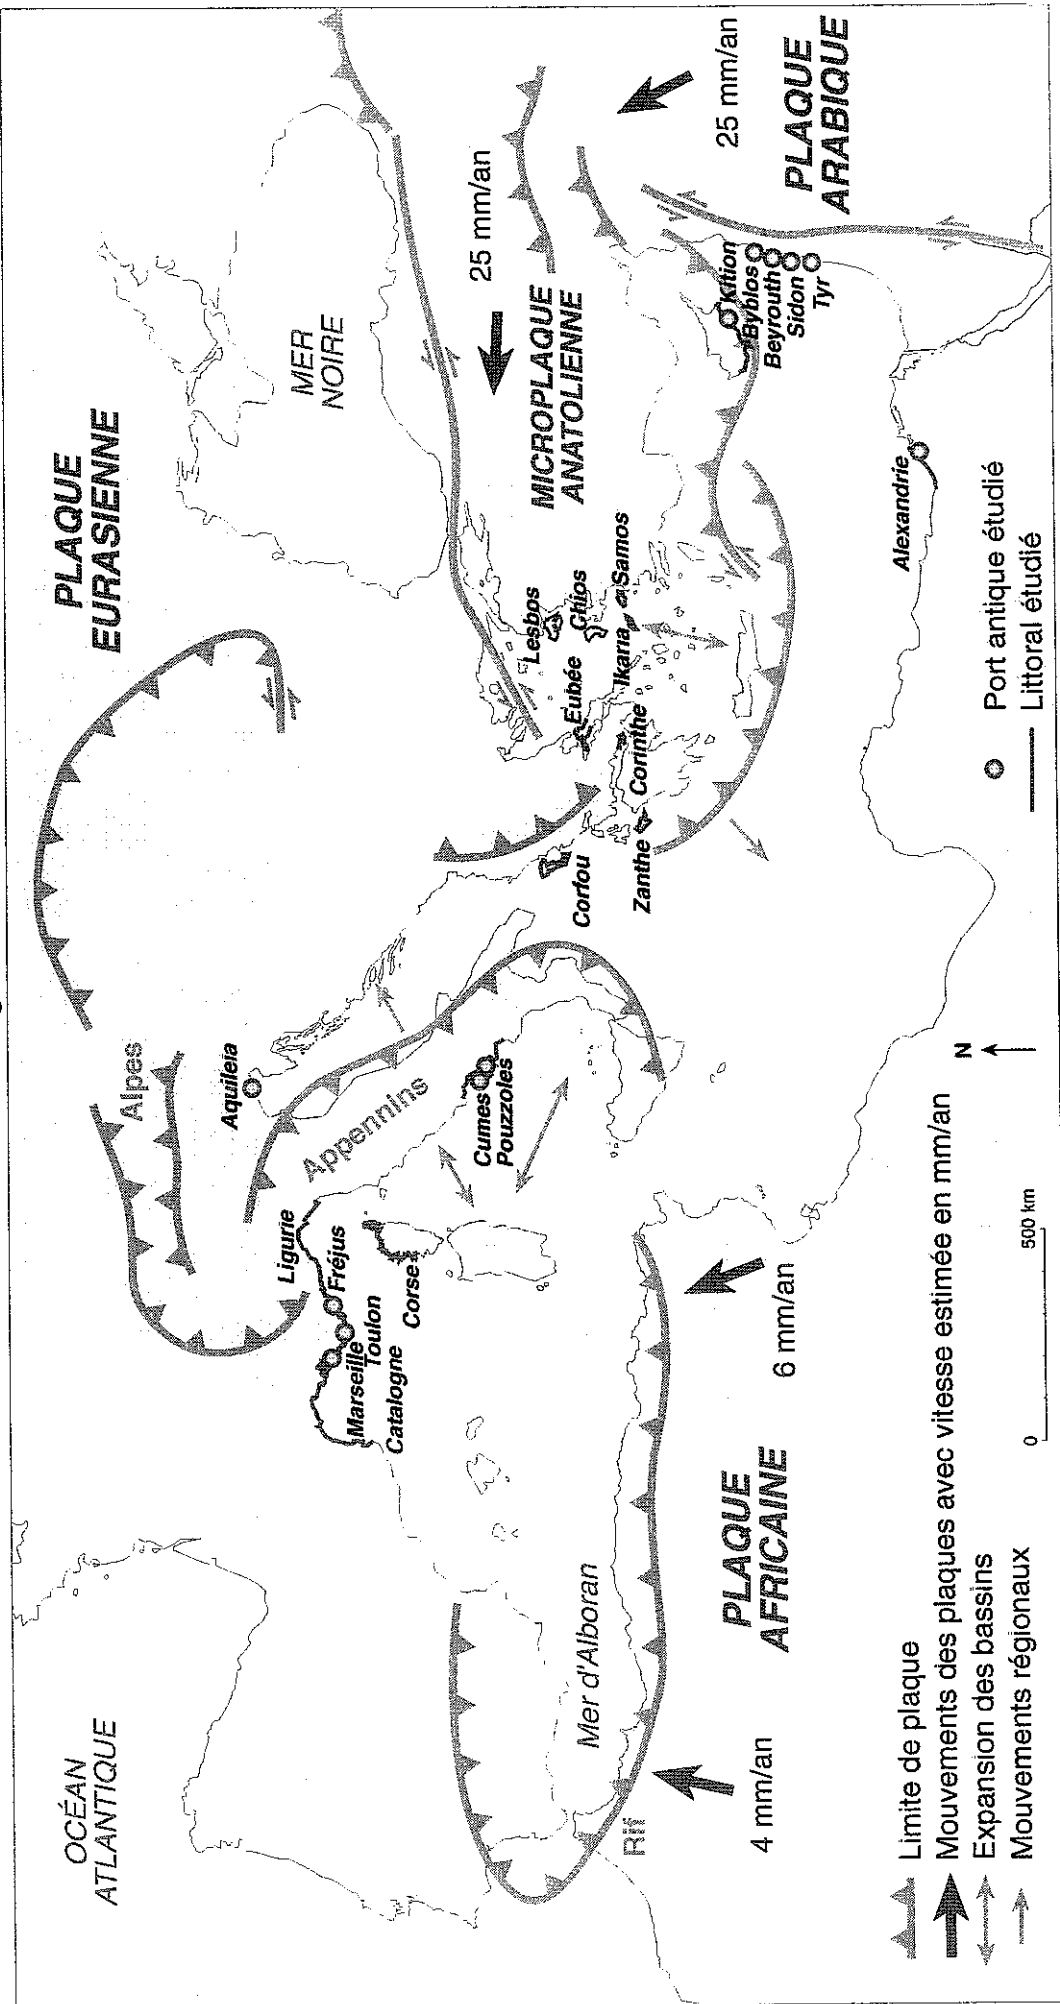 OCÉAN
ATLANTIQUE
PLAQUE
EURASIENNE
MER
NOIRE
Alpes
Aquileia
Appennins
Ligurie
Fréjus
Toulon
Marseille
Catalogne
Corse
Cumes
Pouzzoles
Corfou
Zanthe
Corinthe
Eubée
Lesbos
Chios
Ikaria
Samos
MICROPLAQUE
ANATOLIENNE
25 mm/an
25 mm/an
PLAQUE
ARABIQUE
Kition
Byblos
Beyrouth
Sidon
Tyr
Alexandrie
Mer d'Alboran
Rif
4 mm/an
6 mm/an
PLAQUE
AFRICAINE
Limite de plaque
Mouvements des plaques avec vitesse estimée en mm/an
Expansion des bassins
Mouvements régionaux
0
500 km
N
Port antique étudié
Littoral étudié